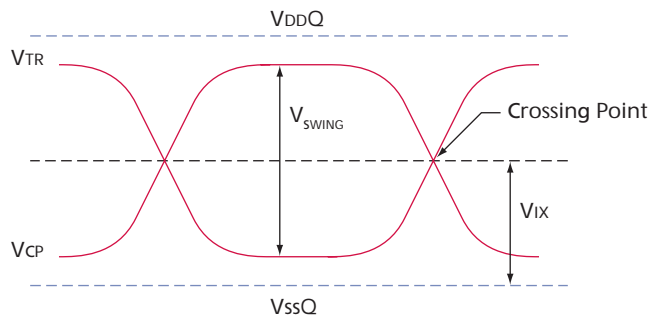 VDDQ
VTR
VSWING
Crossing Point
VIX
VCP
VssQ